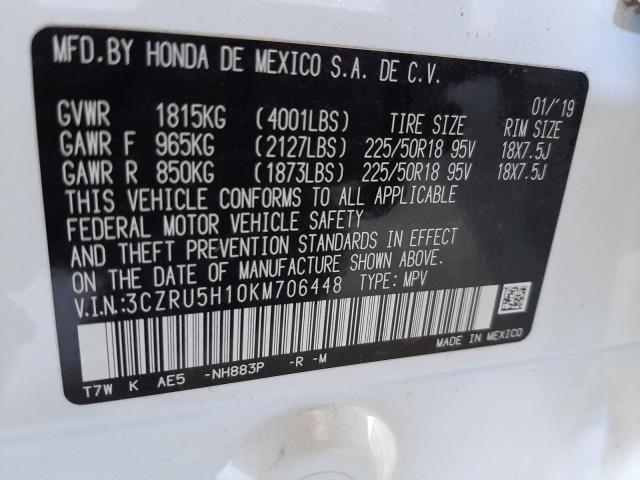 MFD.BY HONDA DE MEXICO S.A. DE C.V.
01/'19
GVWR 1815KG (4001LBS) TIRE SIZE RIM SIZE
GAWR F 965KG (2127LBS) 225/50R18 95V 18X7.5J
GAWR R 850KG (1873LBS) 225/50R18 95V 18X7.5J
THIS VEHICLE CONFORMS TO ALL APPLICABLE
FEDERAL MOTOR VEHICLE SAFETY
AND THEFT PREVENTION STANDARDS IN EFFECT
ON THE DATE OF MANUFACTURE SHOWN ABOVE.
V.I.N.:3CZRU5H10KM706448 TYPE: MPV
MADE IN MEXICO
T7W K AE5 -NH883P -R -M